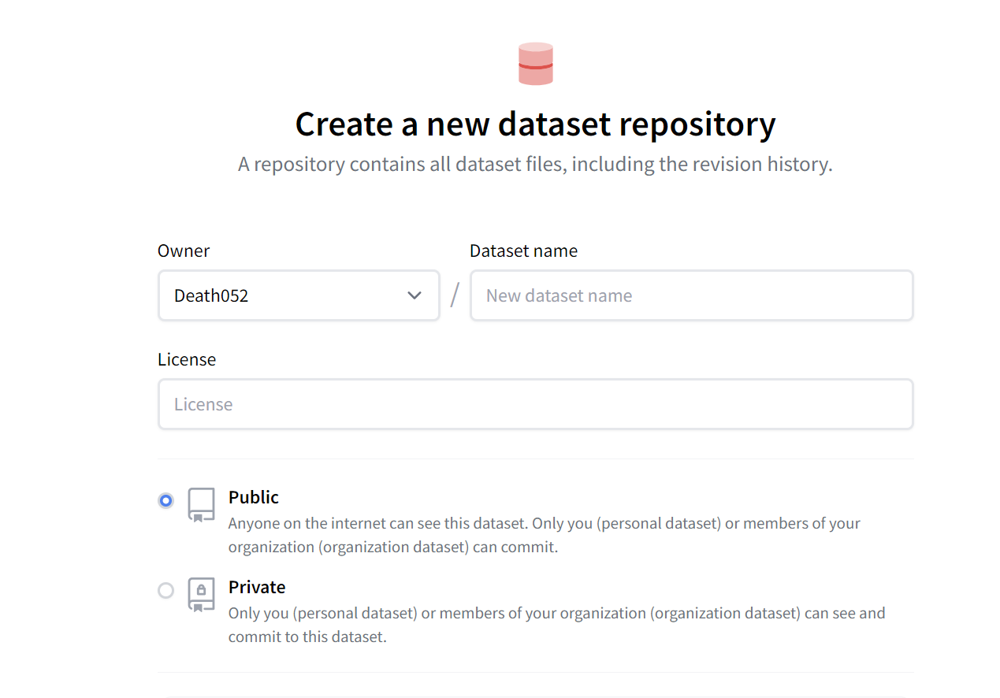 Create a new dataset repository
A repository contains all dataset files, including the revision history.
Owner
Dataset name
Death052
/
New dataset name
License
License
Public
Anyone on the internet can see this dataset. Only you (personal dataset) or members of your
organization (organization dataset) can commit.
Private
Only you (personal dataset) or members of your organization (organization dataset) can see and
commit to this dataset.